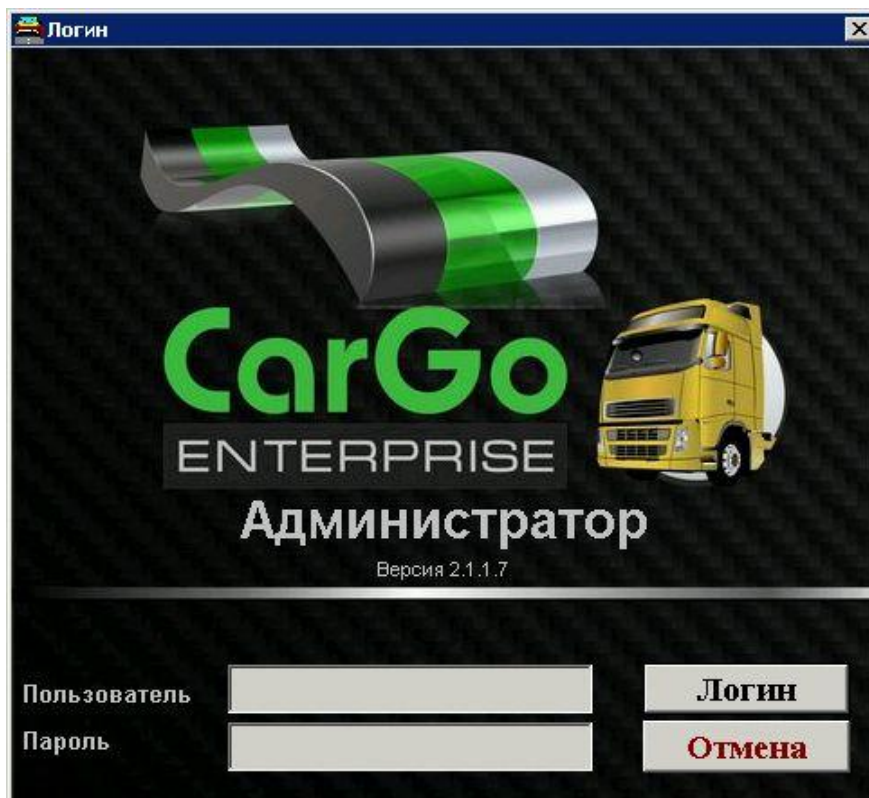 Логин
CarGo
ENTERPRISE
Администратор
Версия 2.1.1.7
Пользователь
Логин
Пароль
Отмена